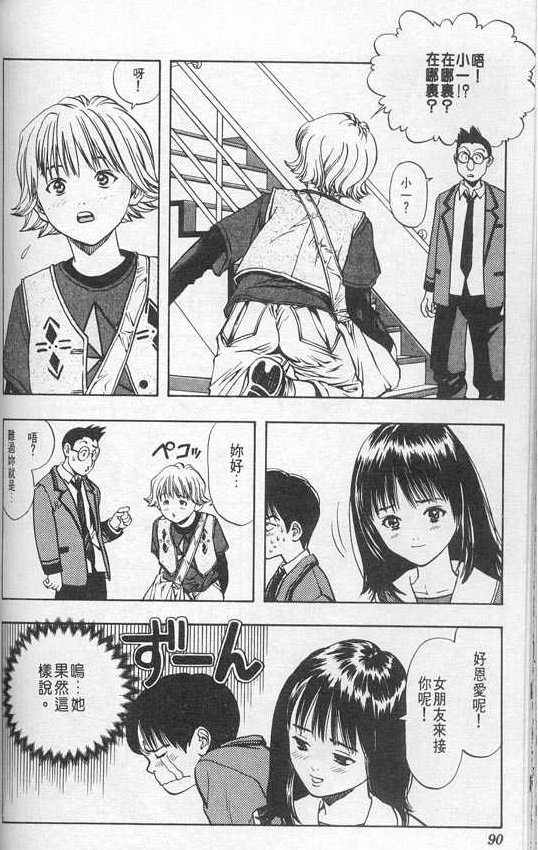 唔！
小一!?
在哪裏？
在哪裏？
小一？
呀！
妳好…
ペコッ
唔？
難過妳就是…
好恩愛呢！
女朋友來接
你呢！
ずーん
嗚…她
果然這
樣說。
90